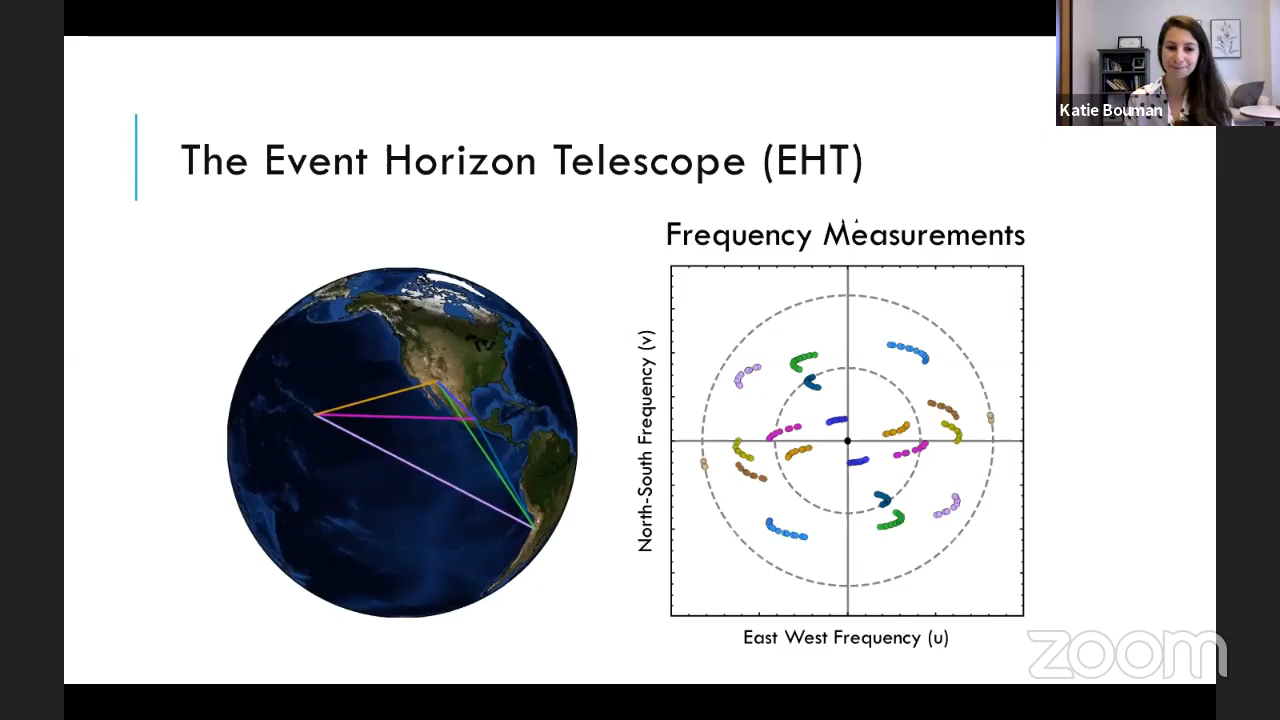 Katie Bouman
The Event Horizon Telescope (EHT)
Frequency Measurements
North-South Frequency (v)
East West Frequency (u)
zoom